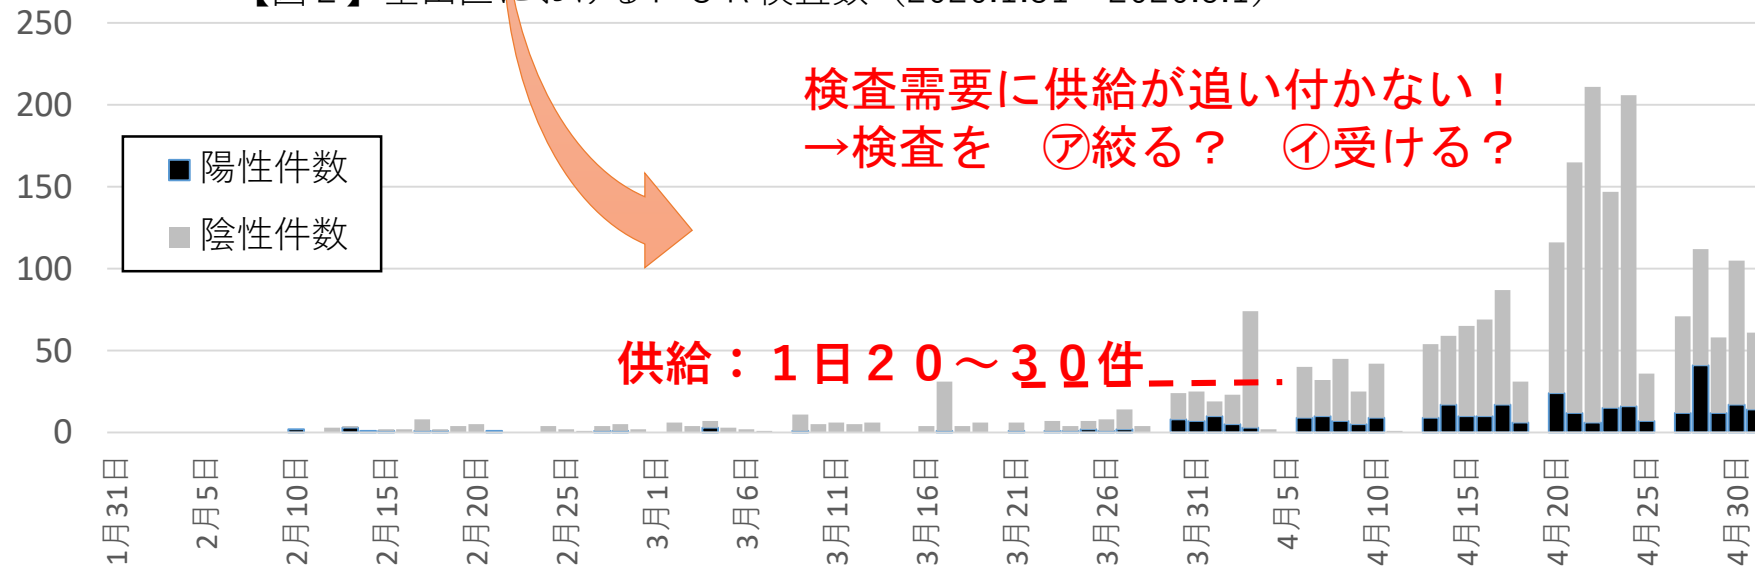 250
検査需要に供給が追い付かない！
200
→検査を　㋐絞る？　㋑受ける？
陽性件数
150
陰性件数
100
50
供給：１日２０～３０件
0
1月31日
2月5日
2月10日
2月15日
2月20日
2月25日
3月1日
3月6日
3月11日
3月16日
3月21日
3月26日
3月31日
4月5日
4月10日
4月15日
4月20日
4月25日
4月30日